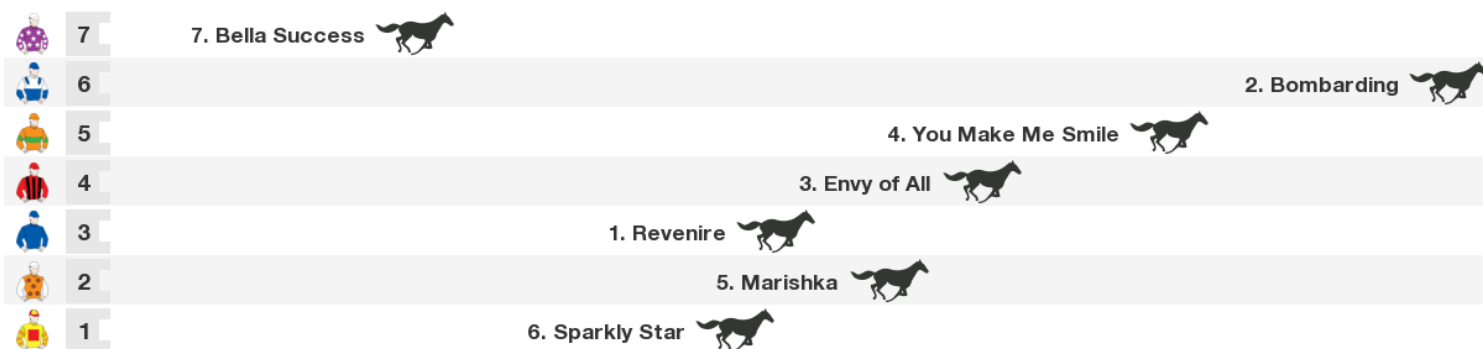 7 7. Bella Success
6 2. Bombarding
5 4. You Make Me Smile
4 3. Envy of All
3 1. Revenire
2 5. Marishka
1 6. Sparkly Star